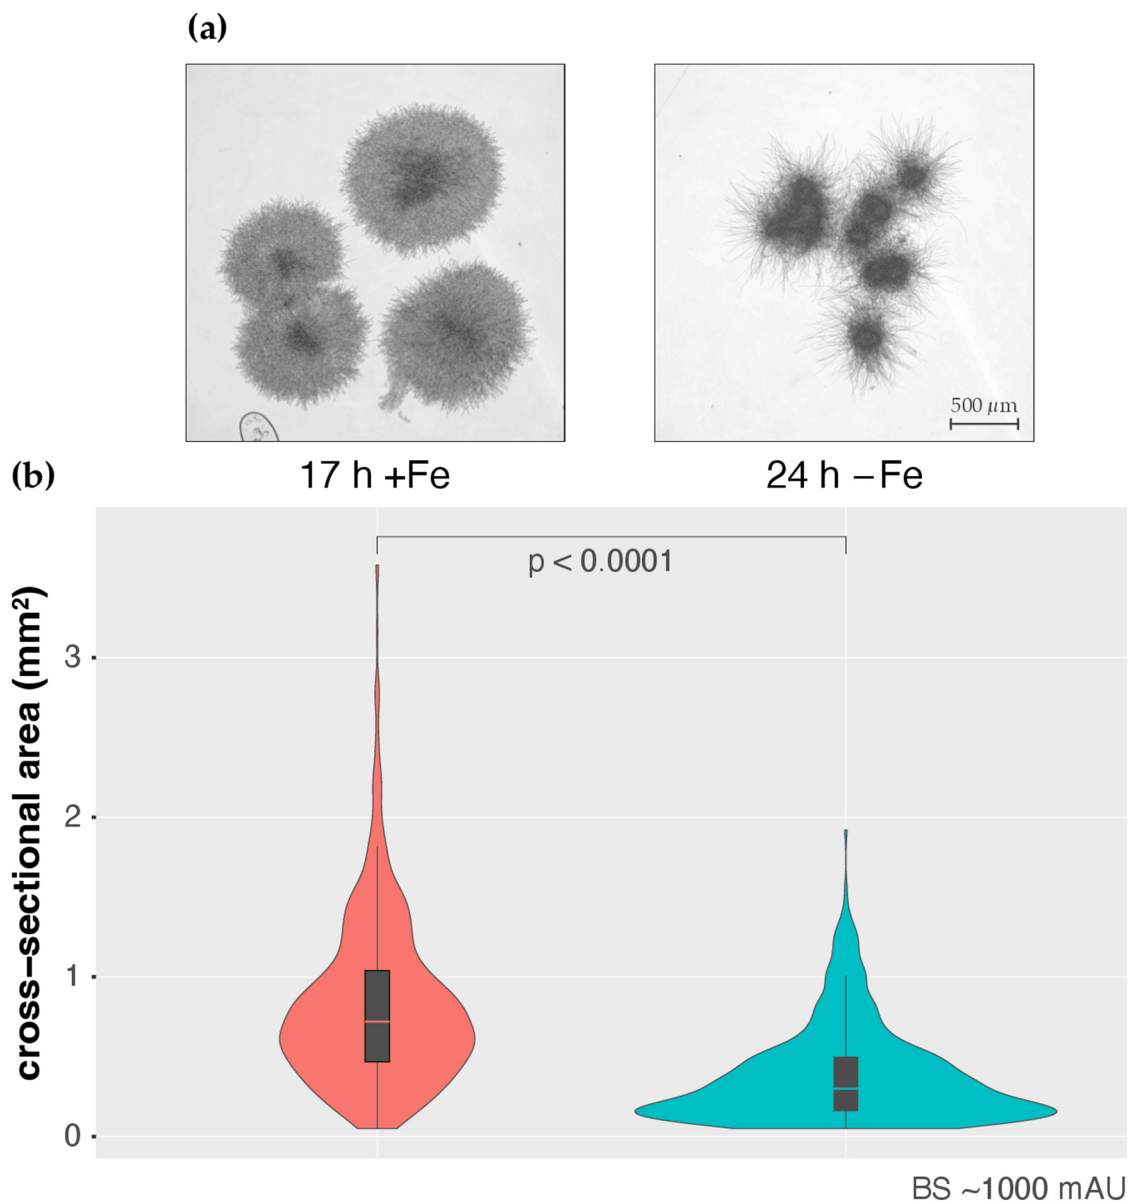 (a)
500 μm
17 h +Fe
24 h −Fe
(b)
p < 0.0001
cross−sectional area (mm²)
3
2
1
0
BS ~1000 mAU